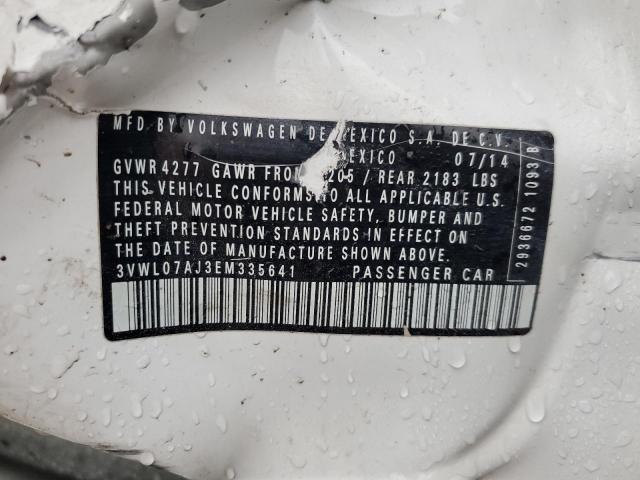 MFD BY VOLKSWAGEN DE MEXICO S.A. DE C.V.
MEXICO 07/14
GVWR 4277 GAWR FRON 205 / REAR 2183 LBS
THIS VEHICLE CONFORMS TO ALL APPLICABLE U.S.
FEDERAL MOTOR VEHICLE SAFETY, BUMPER AND
THEFT PREVENTION STANDARDS IN EFFECT ON
THE DATE OF MANUFACTURE SHOWN ABOVE.
3VWL07AJ3EM335641 PASSENGER CAR
2936672 1093 B